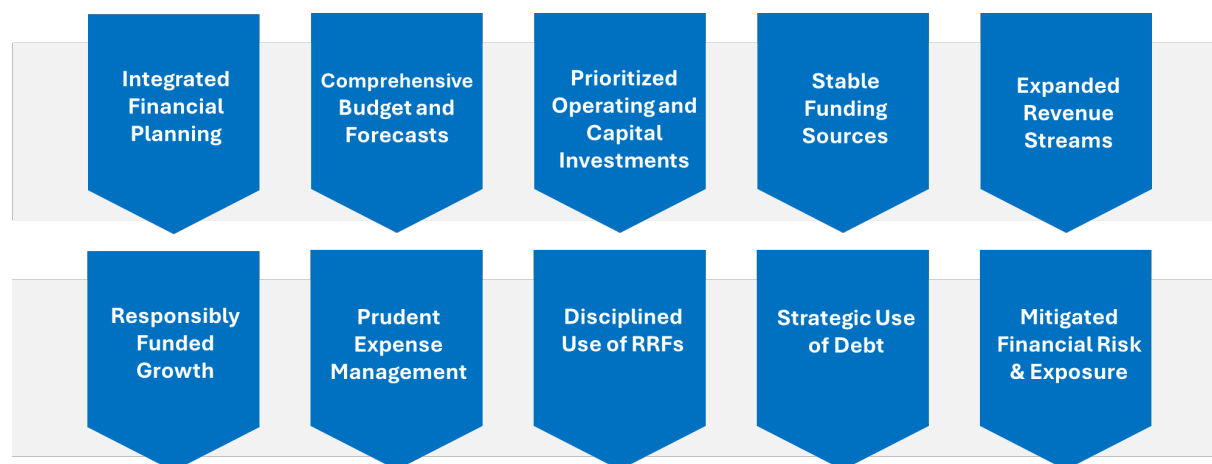 Integrated
Financial
Planning
Comprehensive
Budget and
Forecasts
Prioritized
Operating and
Capital
Investments
Stable
Funding
Sources
Expanded
Revenue
Streams
Responsibly
Funded
Growth
Prudent
Expense
Management
Disciplined
Use of RRFs
Strategic Use
of Debt
Mitigated
Financial Risk
& Exposure